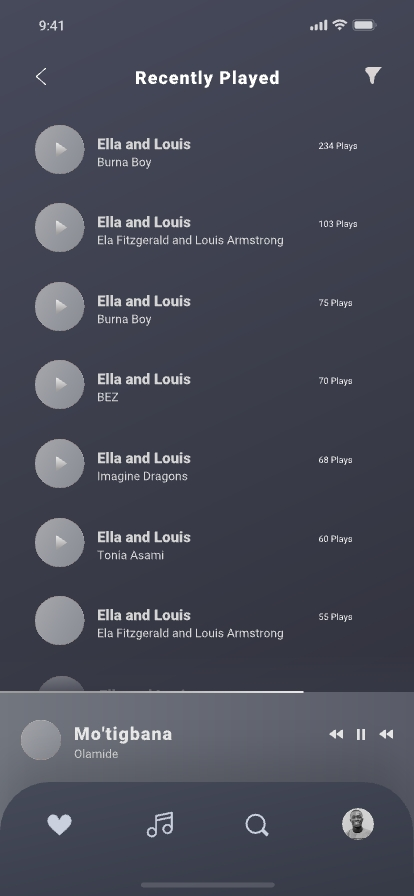 9:41
Recently Played
Ella and Louis
234 Plays
Burna Boy
Ella and Louis
103 Plays
Ela Fitzgerald and Louis Armstrong
Ella and Louis
75 Plays
Burna Boy
Ella and Louis
70 Plays
BEZ
Ella and Louis
68 Plays
Imagine Dragons
Ella and Louis
60 Plays
Tonia Asami
Ella and Louis
55 Plays
Ela Fitzgerald and Louis Armstrong
Mo'tigbana
Olamide